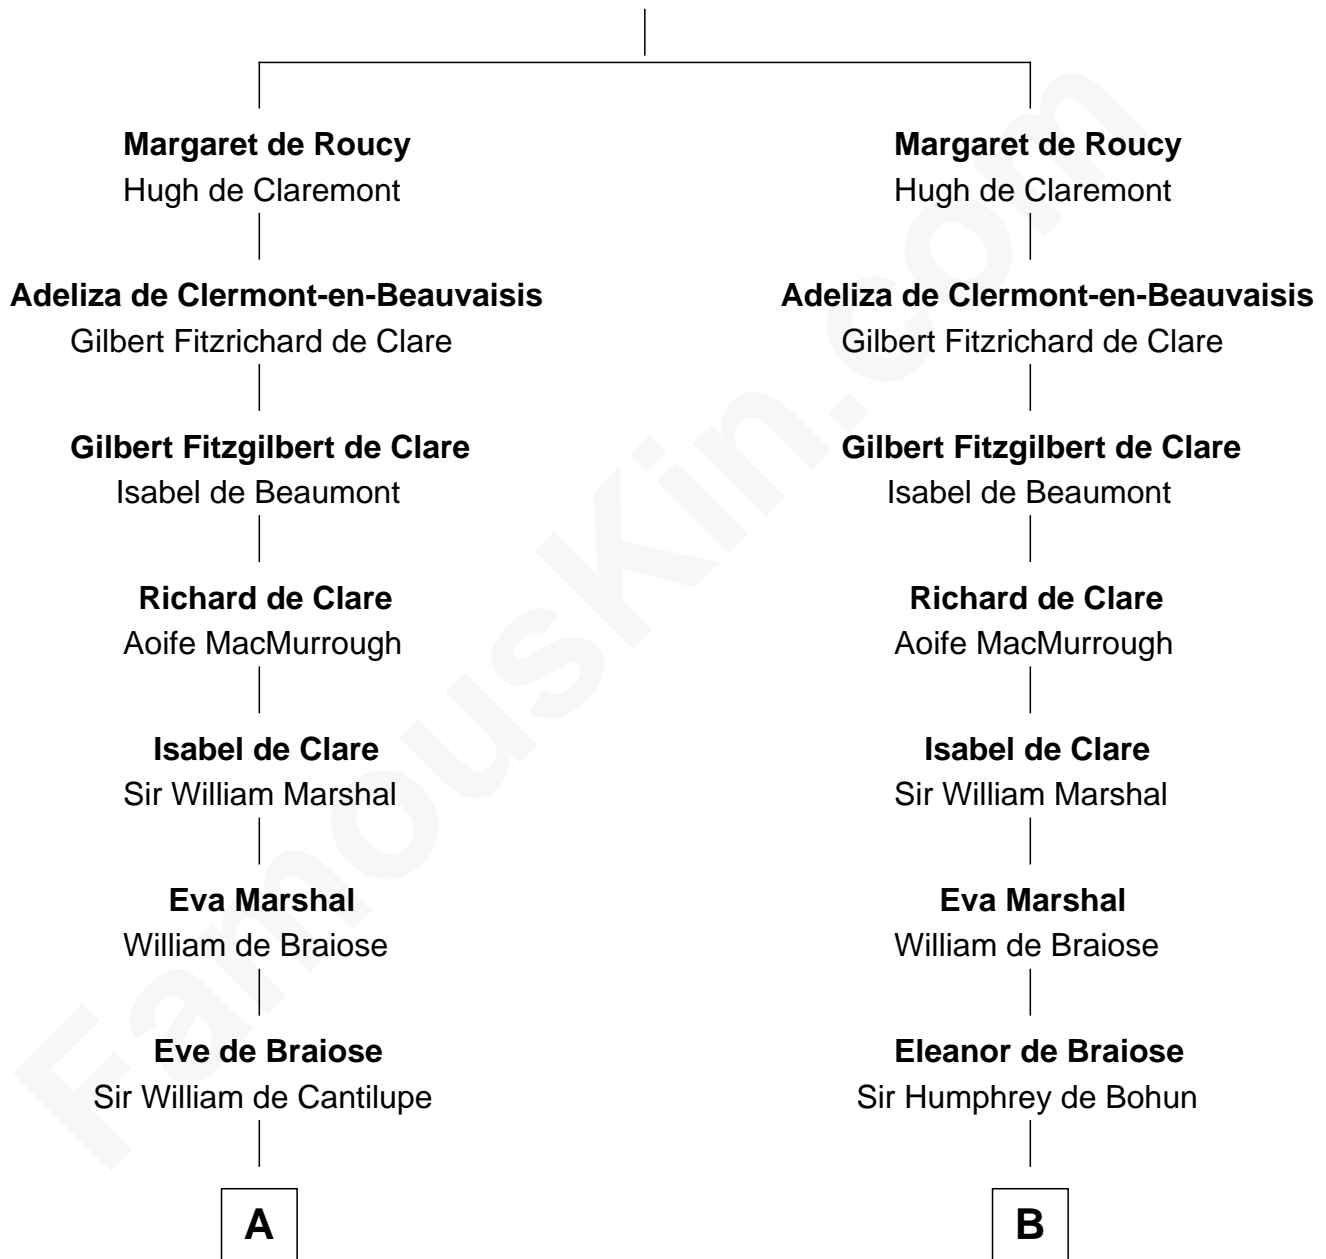 Margaret de Roucy
Hugh de Claremont
Adeliza de Clermont-en-Beauvaisis
Gilbert Fitzrichard de Clare
Gilbert Fitzgilbert de Clare
Isabel de Beaumont
Richard de Clare
Aoife MacMurrough
Isabel de Clare
Sir William Marshal
Eva Marshal
William de Braiose
Eve de Braiose
Sir William de Cantilupe
A
Margaret de Roucy
Hugh de Claremont
Adeliza de Clermont-en-Beauvaisis
Gilbert Fitzrichard de Clare
Gilbert Fitzgilbert de Clare
Isabel de Beaumont
Richard de Clare
Aoife MacMurrough
Isabel de Clare
Sir William Marshal
Eva Marshal
William de Braiose
Eleanor de Braiose
Sir Humphrey de Bohun
B
FamousKin.com